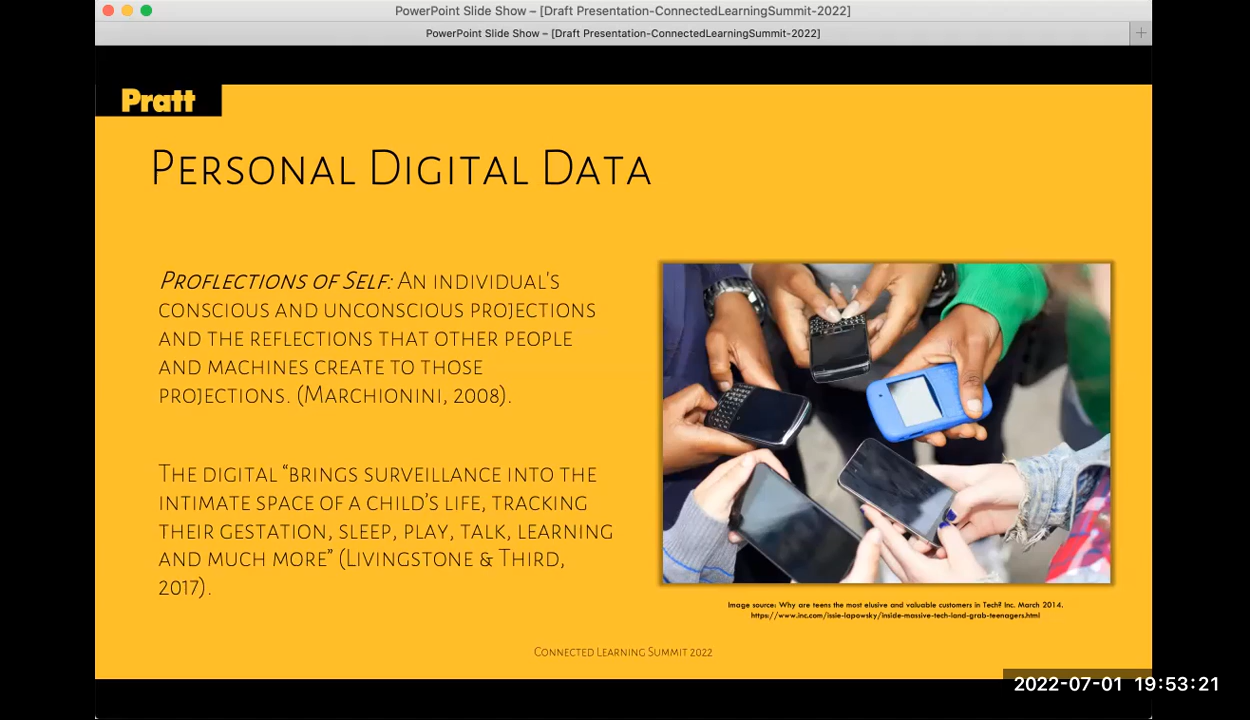 PowerPoint Slide Show – [Draft Presentation-ConnectedLearningSummit-2022]
PowerPoint Slide Show – [Draft Presentation-ConnectedLearningSummit-2022]
Pratt
Personal Digital Data
Proflections of Self: An individual's
conscious and unconscious projections
and the reflections that other people
and machines create to those
projections. (Marchionini, 2008).
The digital “brings surveillance into the
intimate space of a child’s life, tracking
their gestation, sleep, play, talk, learning
and much more” (Livingstone & Third,
2017).
Image source: Why are teens the most elusive and valuable customers in Tech? Inc. March 2014.
https://www.inc.com/issie-lapowsky/inside-massive-tech-land-grab-teenagers.html
Connected Learning Summit 2022
2022-07-01 19:53:21